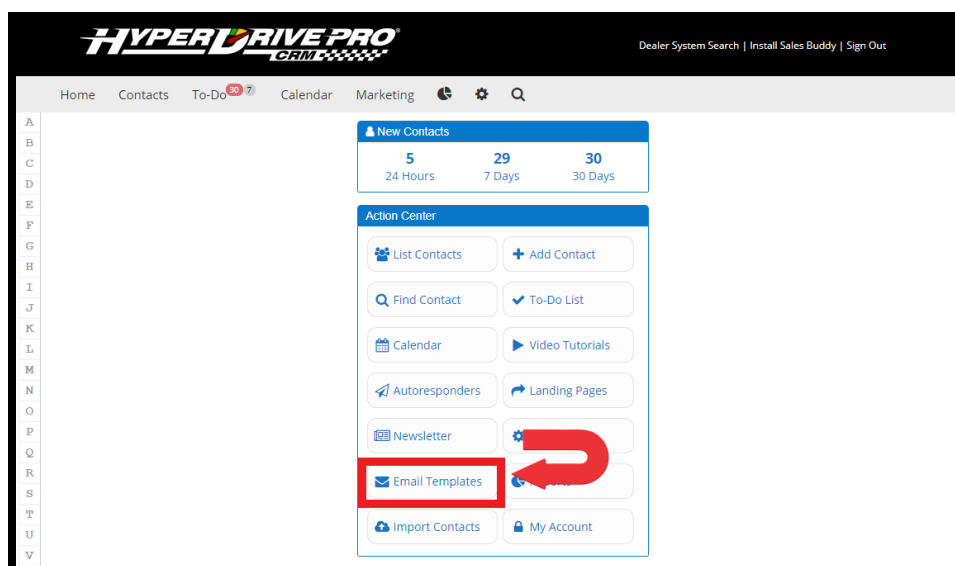 HYPERDRIVE PRO
CRM
Dealer System Search | Install Sales Buddy | Sign Out
Home Contacts To-Do 30 7 Calendar Marketing
A
B
C
D
E
F
G
H
I
J
K
L
M
N
O
P
Q
R
S
T
U
V
New Contacts
5 29 30
24 Hours 7 Days 30 Days
Action Center
List Contacts Add Contact
Find Contact To-Do List
Calendar Video Tutorials
Autoresponders Landing Pages
Newsletter
Email Templates
Import Contacts My Account